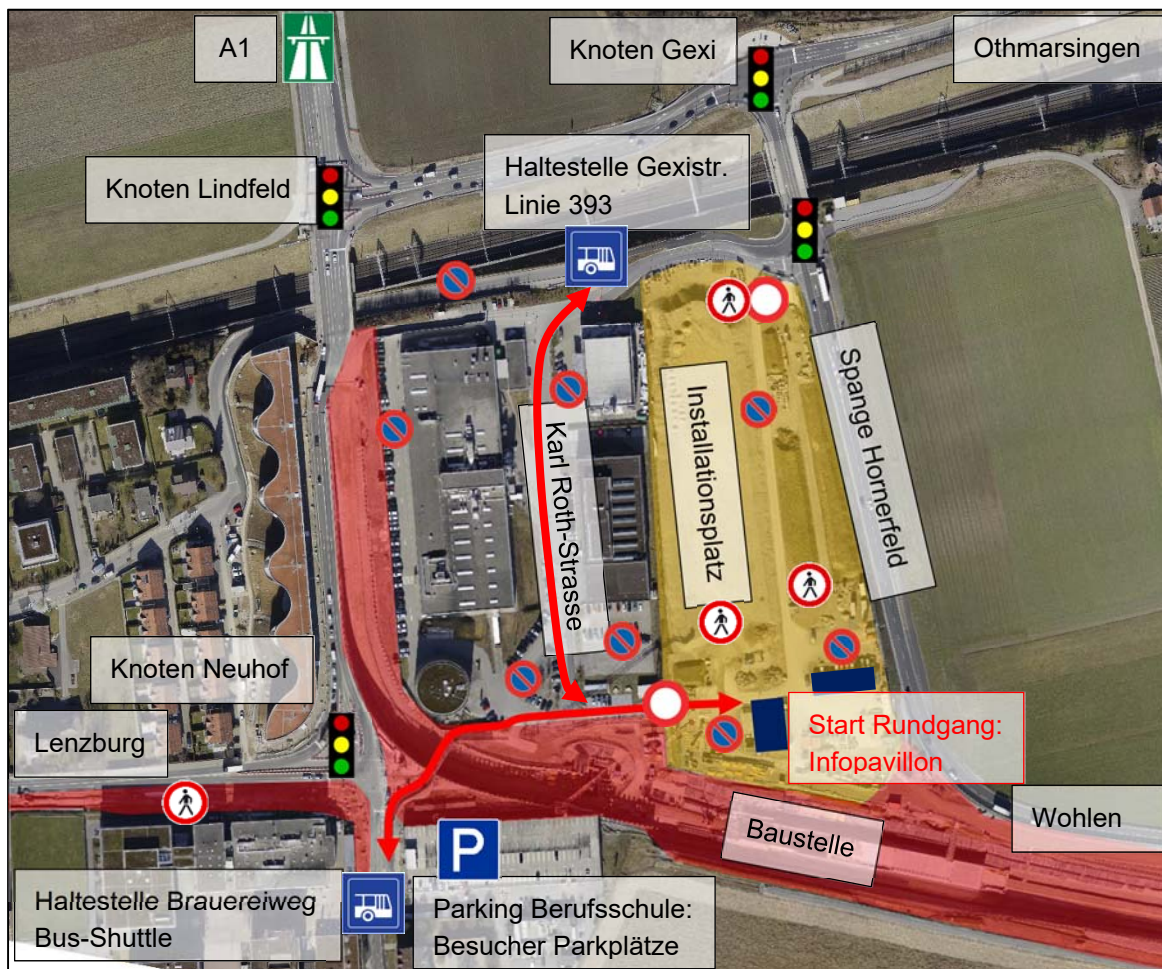 A1
Knoten Gexi
Othmarsingen
Knoten Lindfeld
Haltestelle Gexistr.
Linie 393
Spange Hornerfeld
Installationsplatz
Karl Roth-Strasse
Knoten Neuhof
Lenzburg
Start Rundgang:
Infopavillon
Wohlen
Baustelle
P
Haltestelle Brauereiweg
Bus-Shuttle
Parking Berufsschule:
Besucher Parkplätze